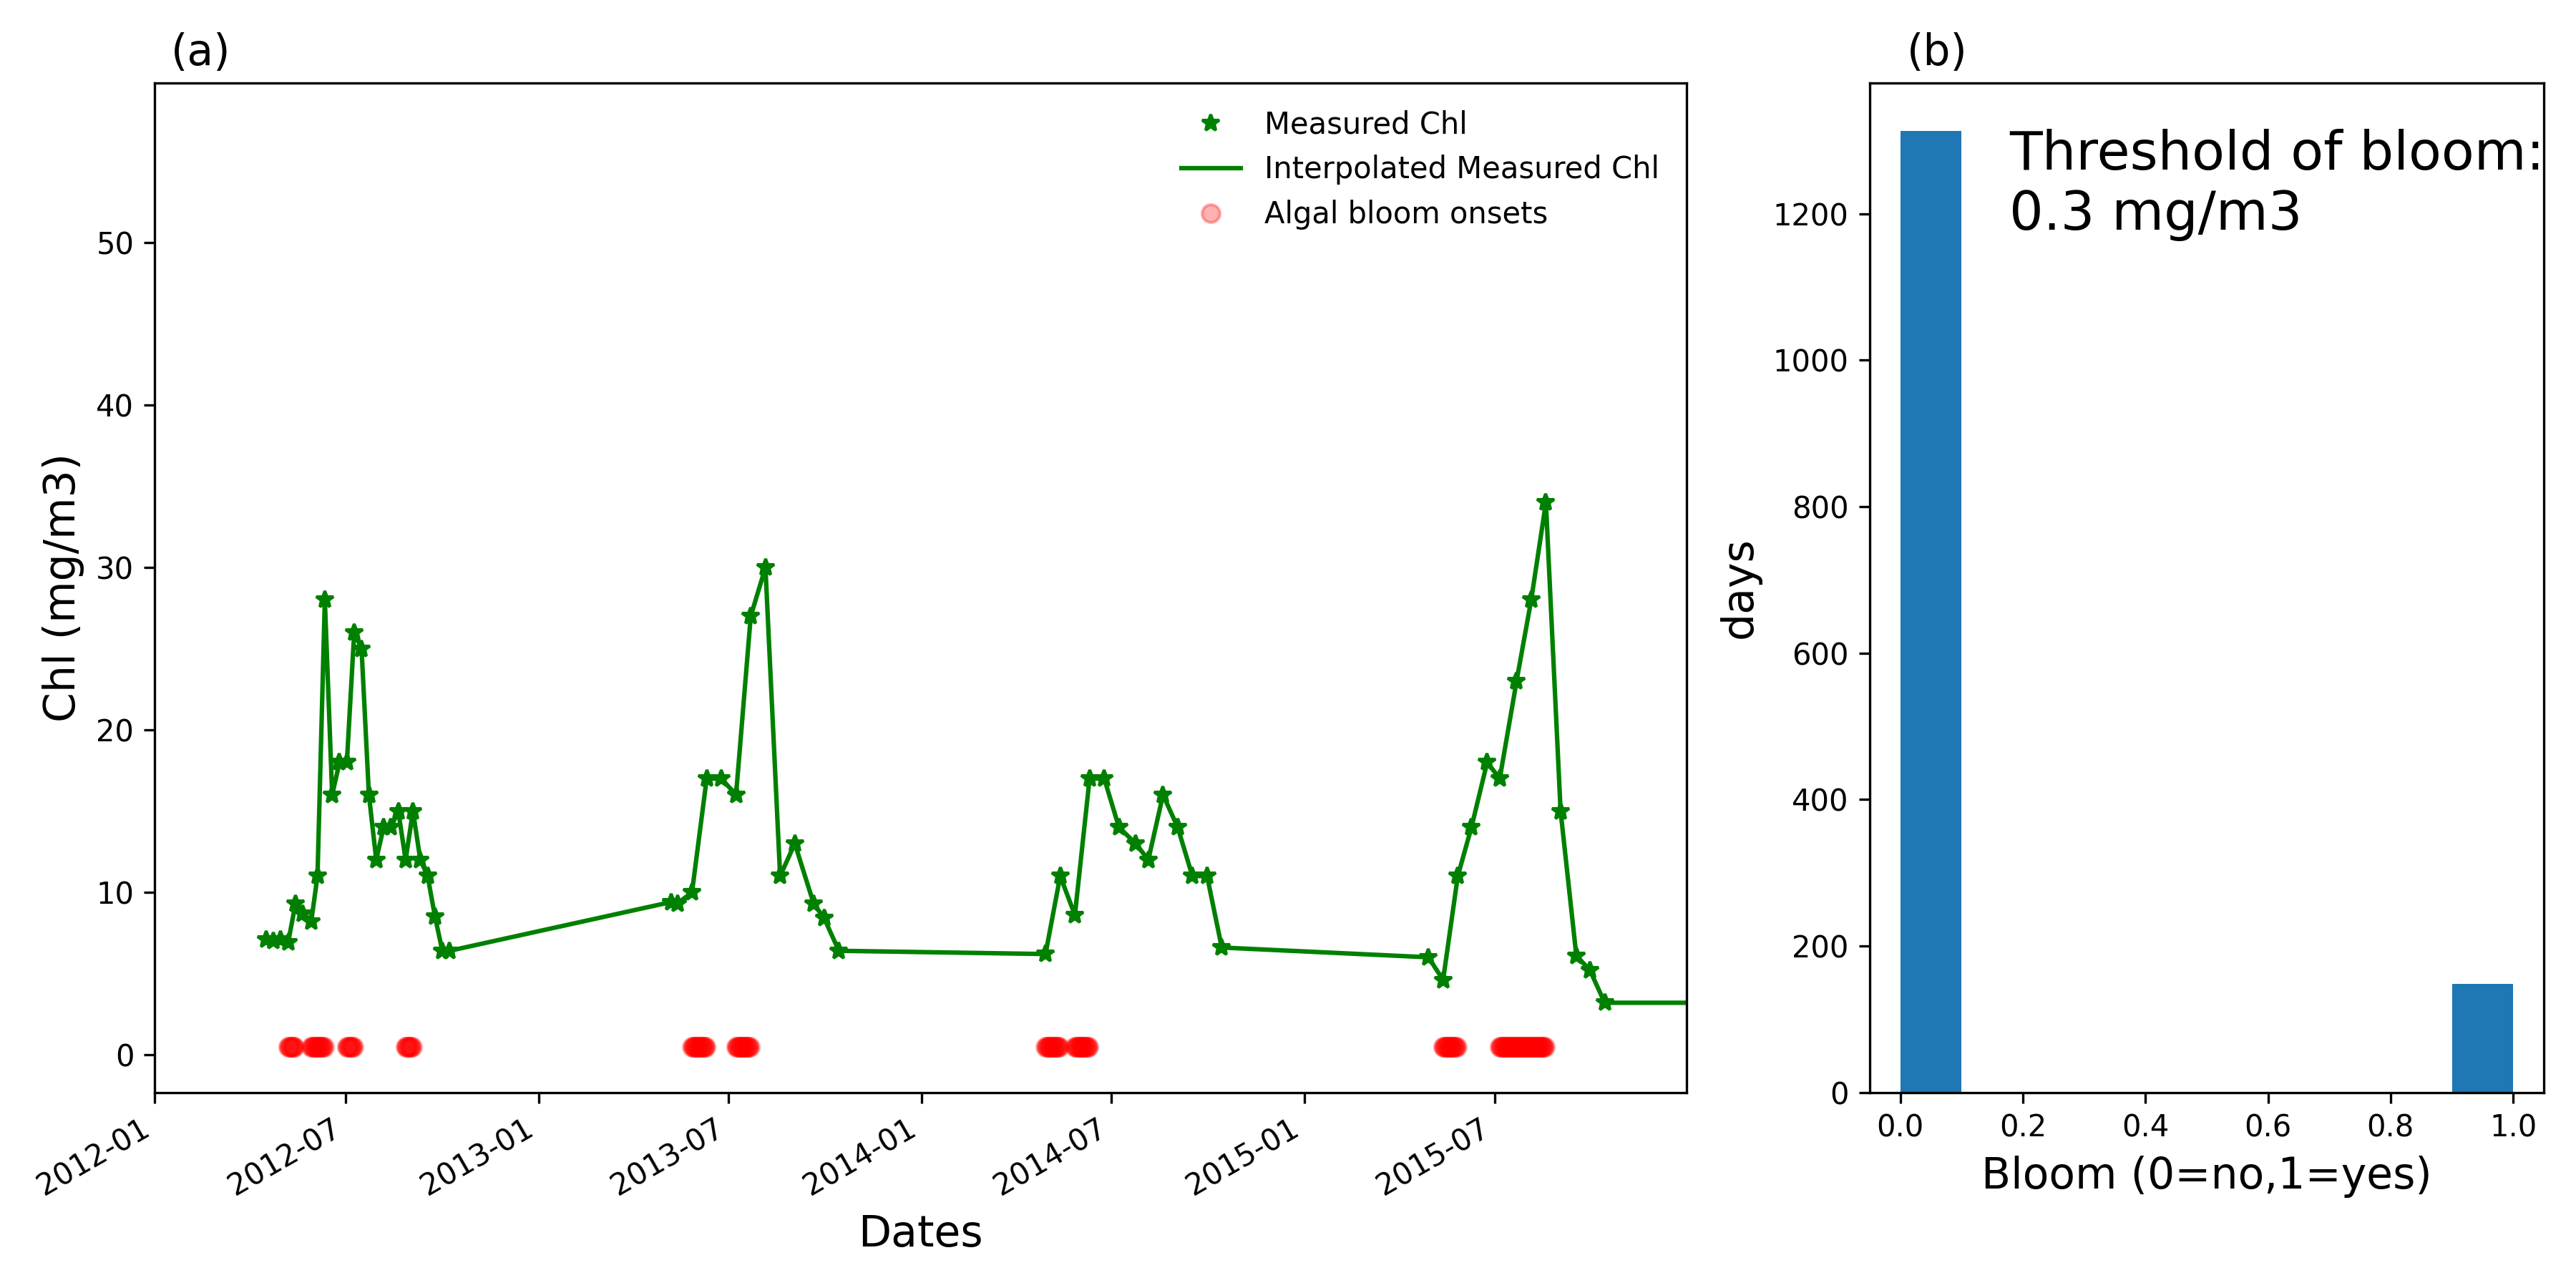 (a)
Measured Chl
Interpolated Measured Chl
Algal bloom onsets
Chl (mg/m3)
50
40
30
20
10
0
2012-01
2012-07
2013-01
2013-07
2014-01
2014-07
2015-01
2015-07
Dates
(b)
Threshold of bloom:
0.3 mg/m3
days
1200
1000
800
600
400
200
0
0.0 0.2 0.4 0.6 0.8 1.0
Bloom (0=no,1=yes)